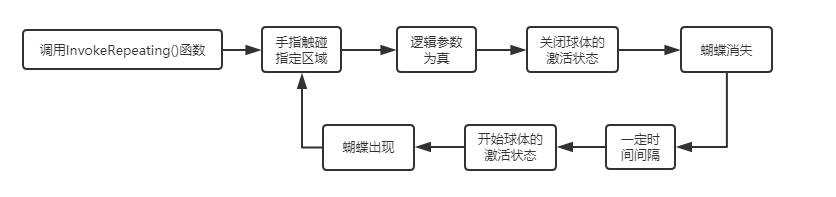 调用InvokeRepeating()函数
手指触碰
指定区域
逻辑参数
为真
关闭球体的
激活状态
蝴蝶消失
蝴蝶出现
开始球体的
激活状态
一定时
间间隔